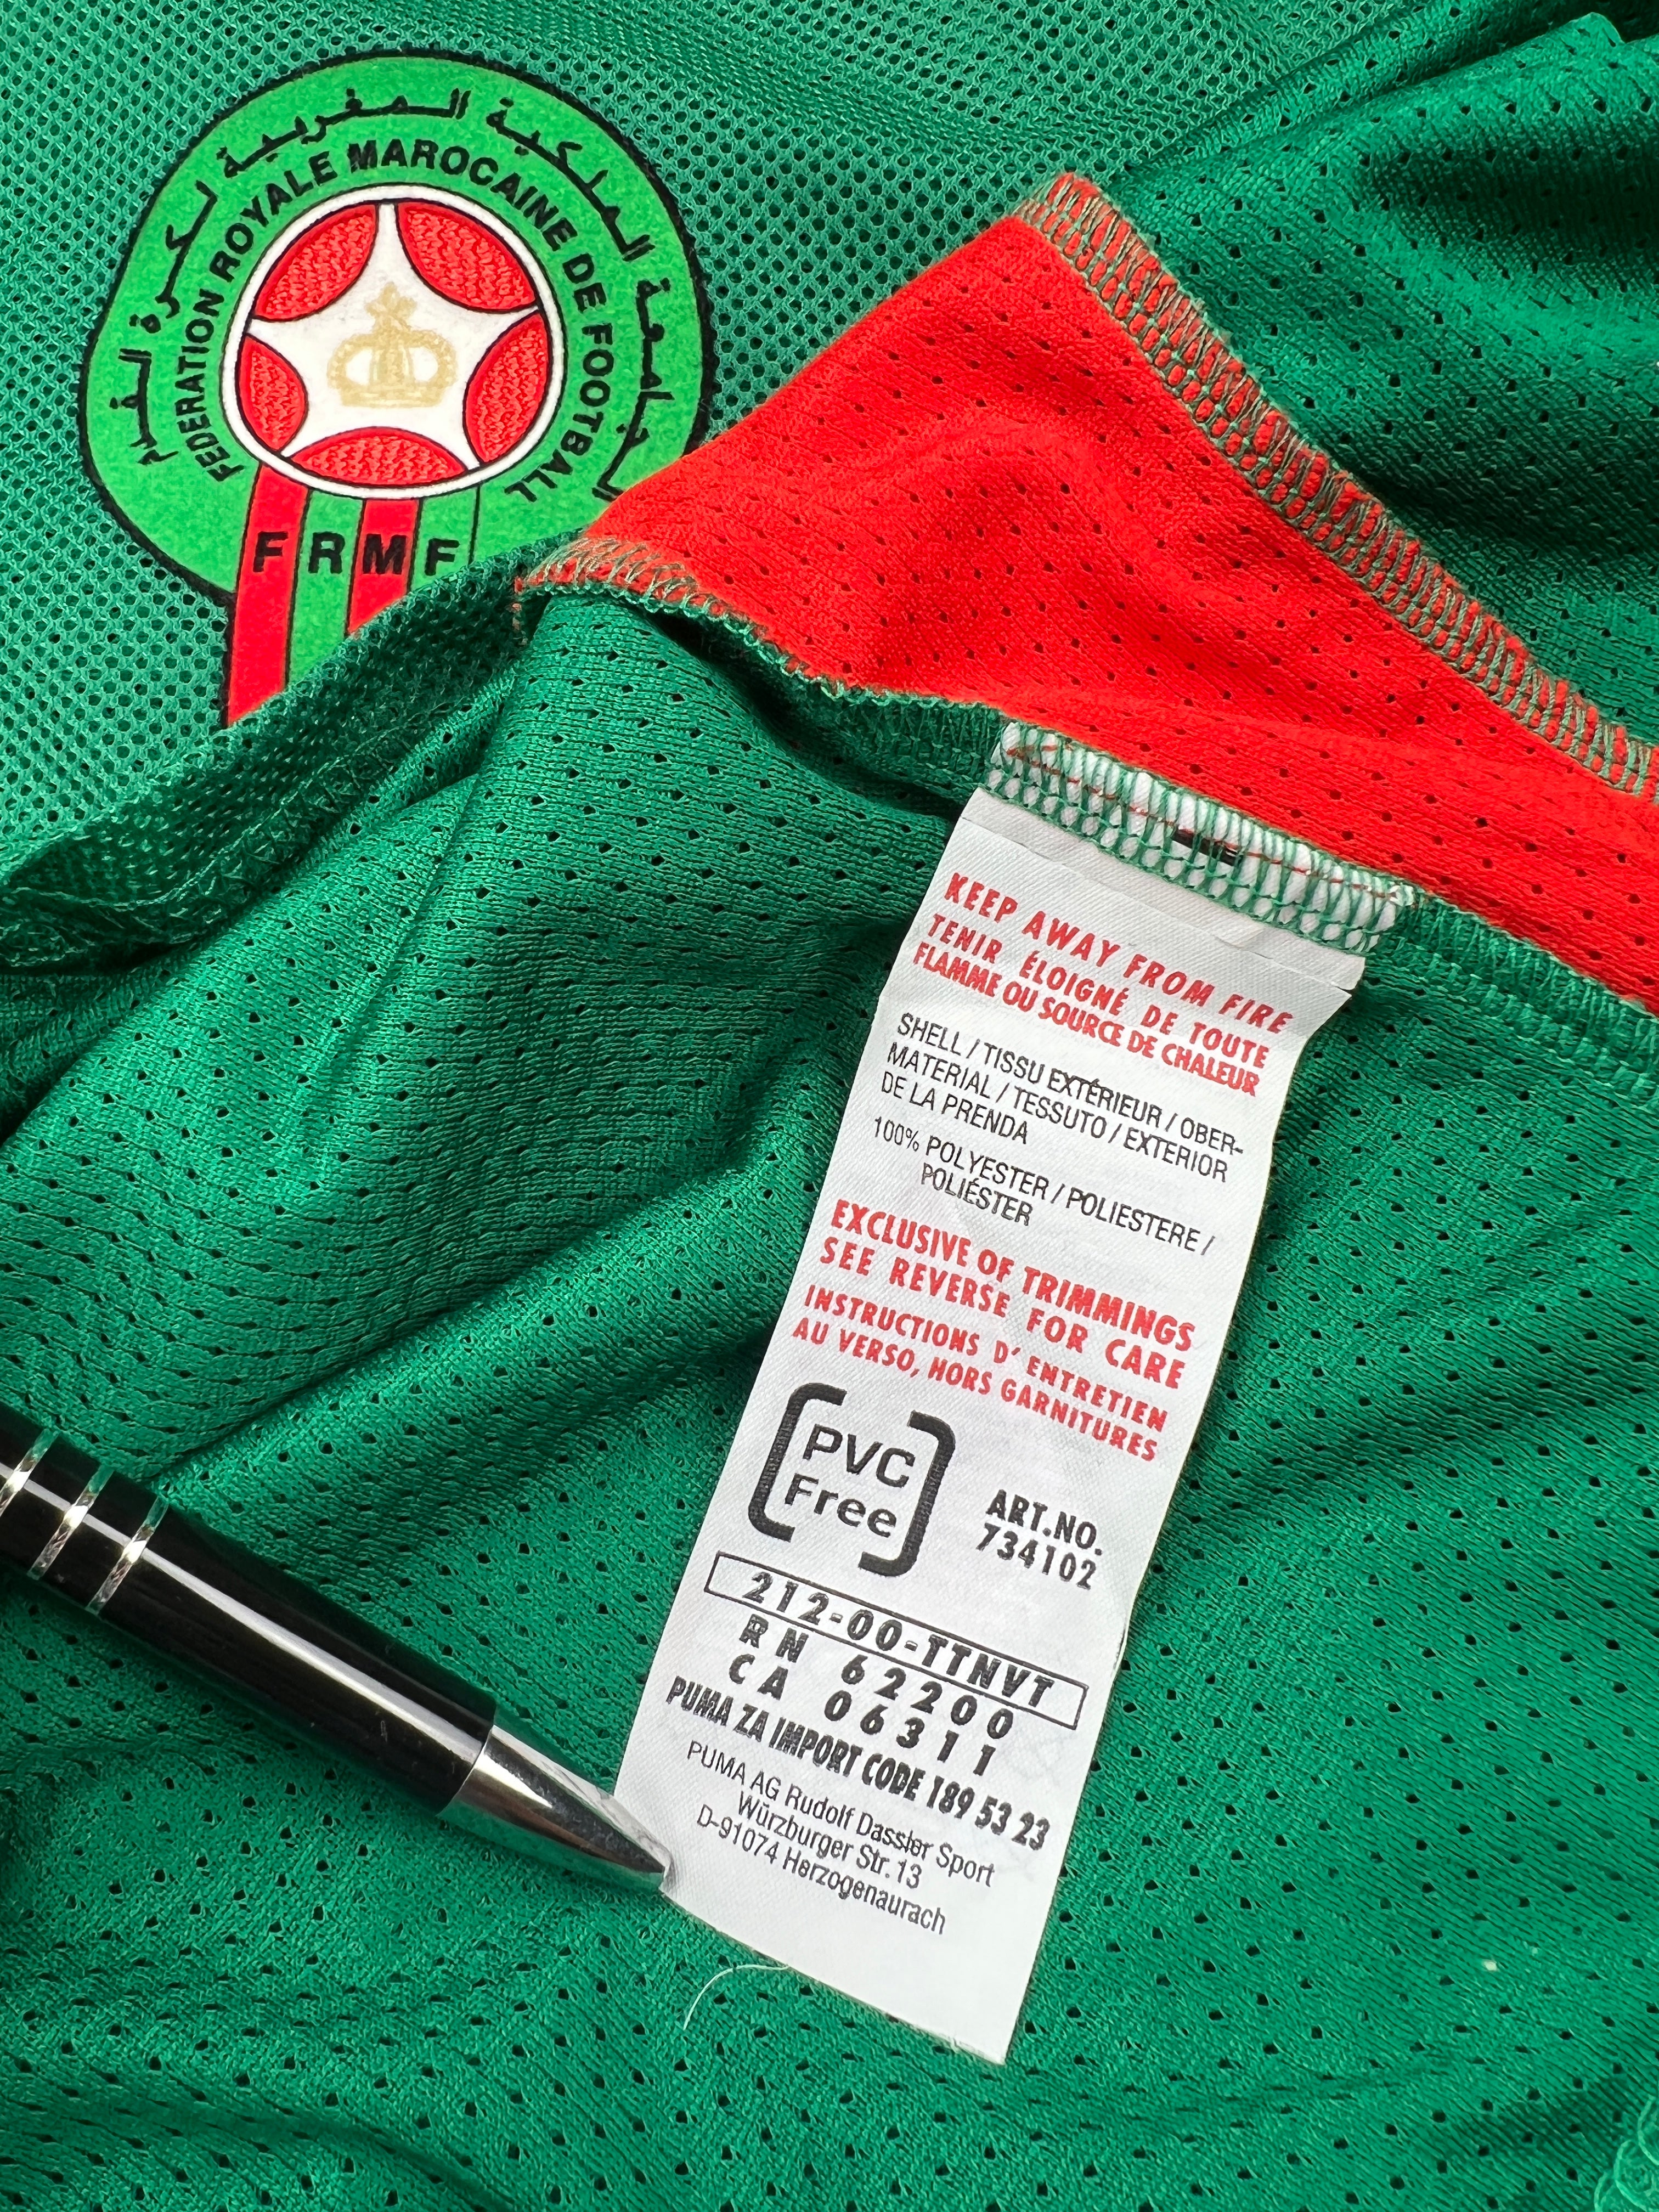 الجامعة الملكية المغربية لكرة القدم
FEDERATION ROYALE MAROCAINE DE FOOTBALL
FRMF
KEEP AWAY FROM FIRE
TENIR ÉLOIGNÉ DE TOUTE
FLAMME OU SOURCE DE CHALEUR
SHELL / TISSU EXTÉRIEUR / OBER-
MATERIAL / TESSUTO / EXTERIOR
DE LA PRENDA
100% POLYESTER / POLIESTERE /
POLIÉSTER
EXCLUSIVE OF TRIMMINGS
SEE REVERSE FOR CARE
INSTRUCTIONS D'ENTRETIEN
AU VERSO, HORS GARNITURES
PVC
Free
ART.NO.
734102
212-00-TTNVT
RN 62200
CA 06311
PUMA ZA IMPORT CODE 189 53 23
PUMA AG Rudolf Dassler Sport
Würzburger Str. 13
D-91074 Herzogenaurach